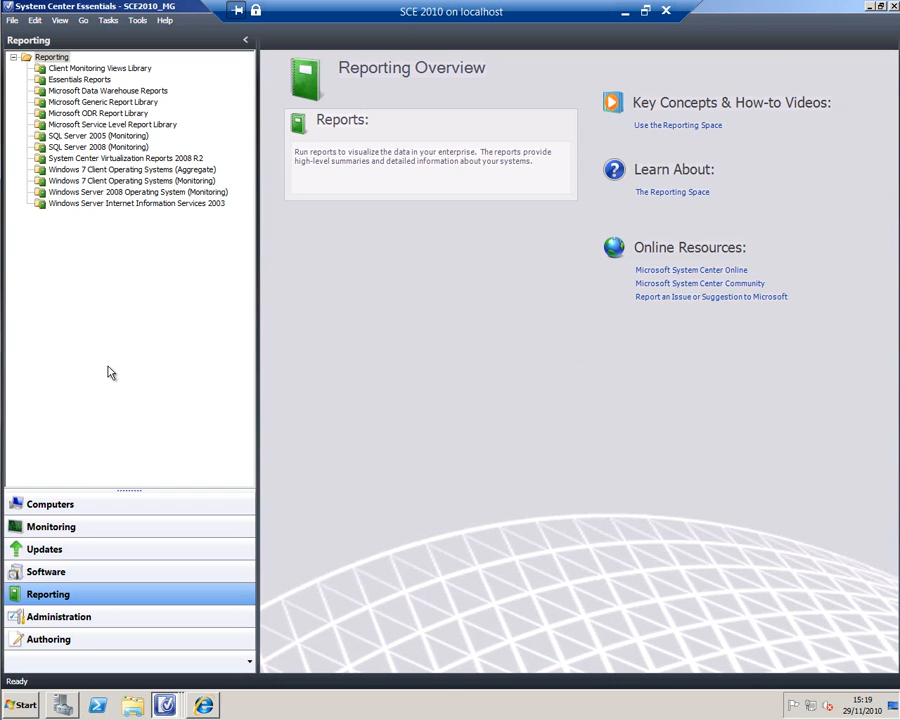 System Center Essentials - SCE2010_MG
SCE 2010 on localhost
File Edit View Go Tasks Tools Help
Reporting
Reporting
Client Monitoring Views Library
Essentials Reports
Microsoft Data Warehouse Reports
Microsoft Generic Report Library
Microsoft ODR Report Library
Microsoft Service Level Report Library
SQL Server 2005 (Monitoring)
SQL Server 2008 (Monitoring)
System Center Virtualization Reports 2008 R2
Windows 7 Client Operating Systems (Aggregate)
Windows 7 Client Operating Systems (Monitoring)
Windows Server 2008 Operating System (Monitoring)
Windows Server Internet Information Services 2003
Computers
Monitoring
Updates
Software
Reporting
Administration
Authoring
Reporting Overview
Reports:
Run reports to visualize the data in your enterprise. The reports provide
high-level summaries and detailed information about your systems.
Key Concepts & How-to Videos:
Use the Reporting Space
Learn About:
The Reporting Space
Online Resources:
Microsoft System Center Online
Microsoft System Center Community
Report an Issue or Suggestion to Microsoft
Ready
Start
15:19
29/11/2010